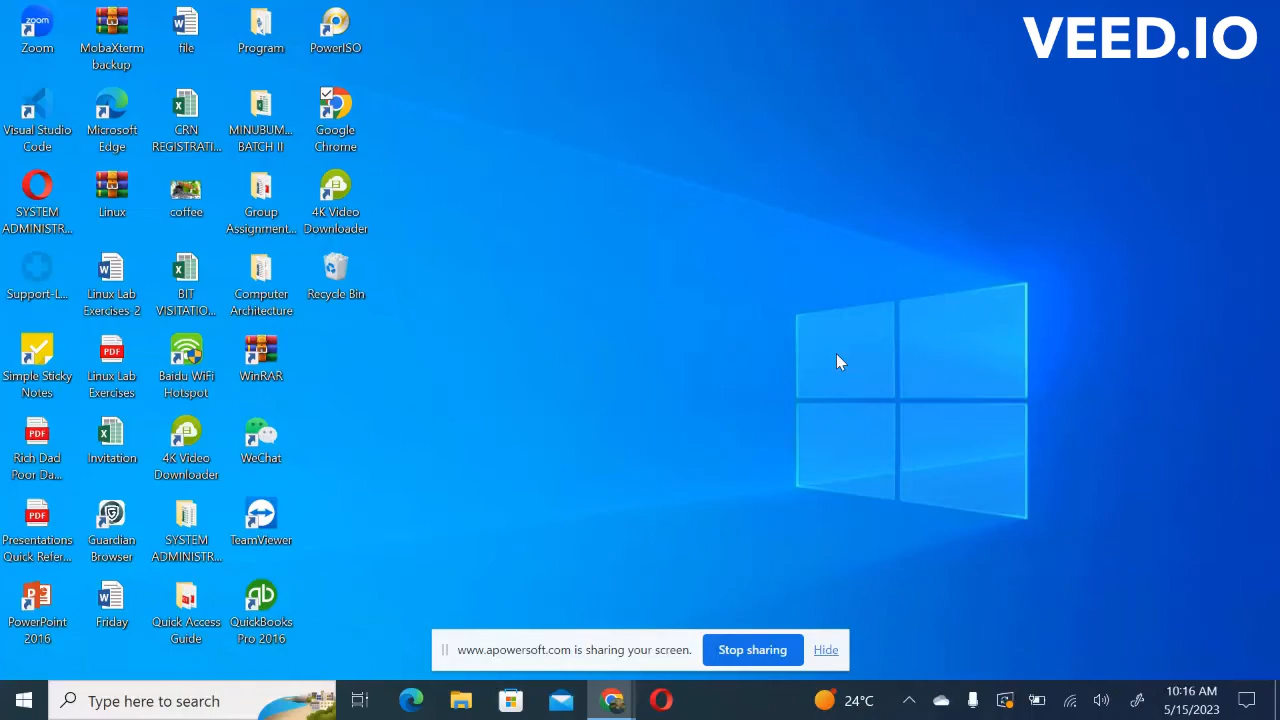 VEED.IO
zoom
Zoom
MobaXterm
backup
file
Program
PowerISO
Visual Studio
Code
Microsoft
Edge
CRN
REGISTRATI...
MINUBUM...
BATCH II
Google
Chrome
SYSTEM
ADMINISTR...
Linux
coffee
Group
Assignment...
4K Video
Downloader
Support-L...
Linux Lab
Exercises 2
BIT
VISITATIO...
Computer
Architecture
Recycle Bin
Simple Sticky
Notes
PDF
Linux Lab
Exercises
Baidu WiFi
Hotspot
WinRAR
PDF
Rich Dad
Poor Da...
Invitation
4K Video
Downloader
WeChat
PDF
Presentations
Quick Refer...
Guardian
Browser
SYSTEM
ADMINISTR...
TeamViewer
PowerPoint
2016
Friday
Quick Access
Guide
qb
QuickBooks
Pro 2016
www.apowersoft.com is sharing your screen.
Stop sharing
Hide
Type here to search
24°C
10:16 AM
5/15/2023